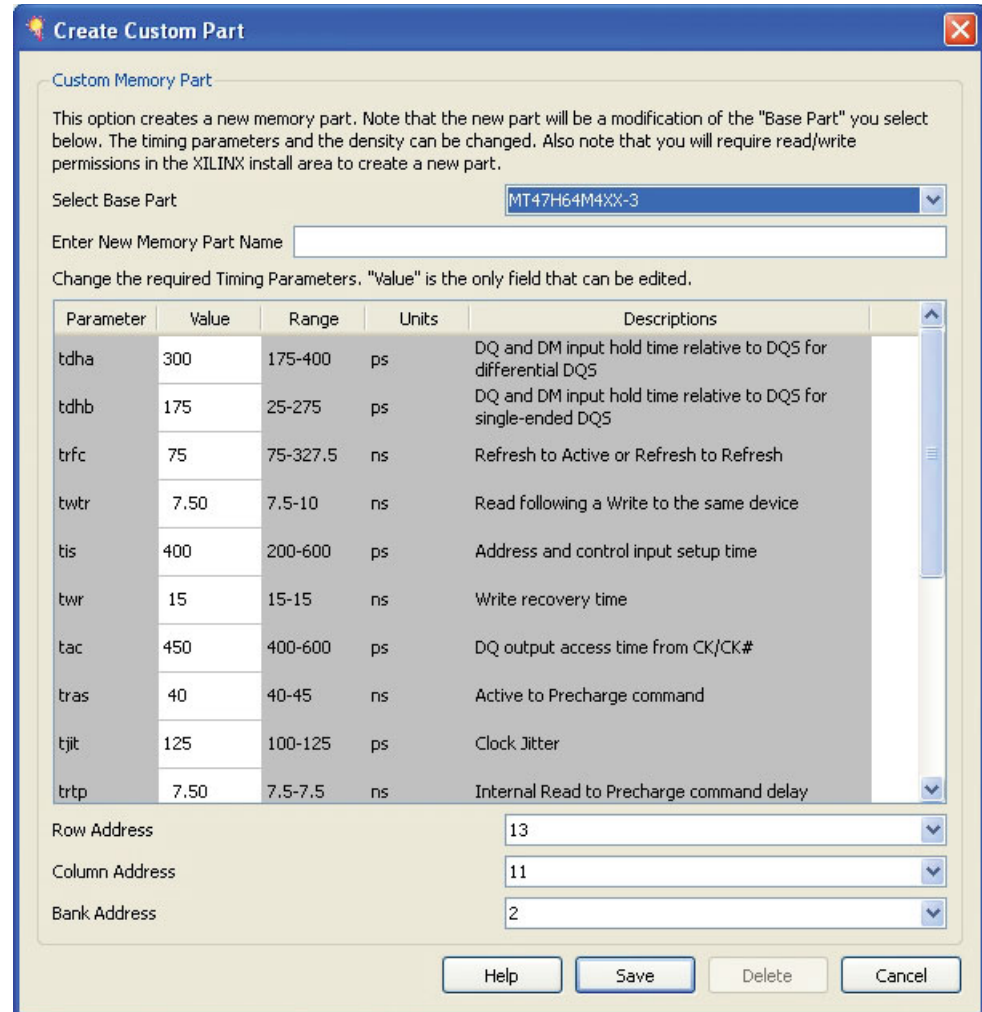 Create Custom Part
Custom Memory Part
This option creates a new memory part. Note that the new part will be a modification of the "Base Part" you select
below. The timing parameters and the density can be changed. Also note that you will require read/write
permissions in the XILINX install area to create a new part.
Select Base Part MT47H64M4XX-3
Enter New Memory Part Name
Change the required Timing Parameters. "Value" is the only field that can be edited.
Parameter Value Range Units Descriptions
tdha 300 175-400 ps DQ and DM input hold time relative to DQS for
differential DQS
tdhb 175 25-275 ps DQ and DM input hold time relative to DQS for
single-ended DQS
trfc 75 75-327.5 ns Refresh to Active or Refresh to Refresh
twtr 7.50 7.5-10 ns Read following a Write to the same device
tis 400 200-600 ps Address and control input setup time
twr 15 15-15 ns Write recovery time
tac 450 400-600 ps DQ output access time from CK/CK#
tras 40 40-45 ns Active to Precharge command
tjit 125 100-125 ps Clock Jitter
trtp 7.50 7.5-7.5 ns Internal Read to Precharge command delay
Row Address 13
Column Address 11
Bank Address 2
Help Save Delete Cancel